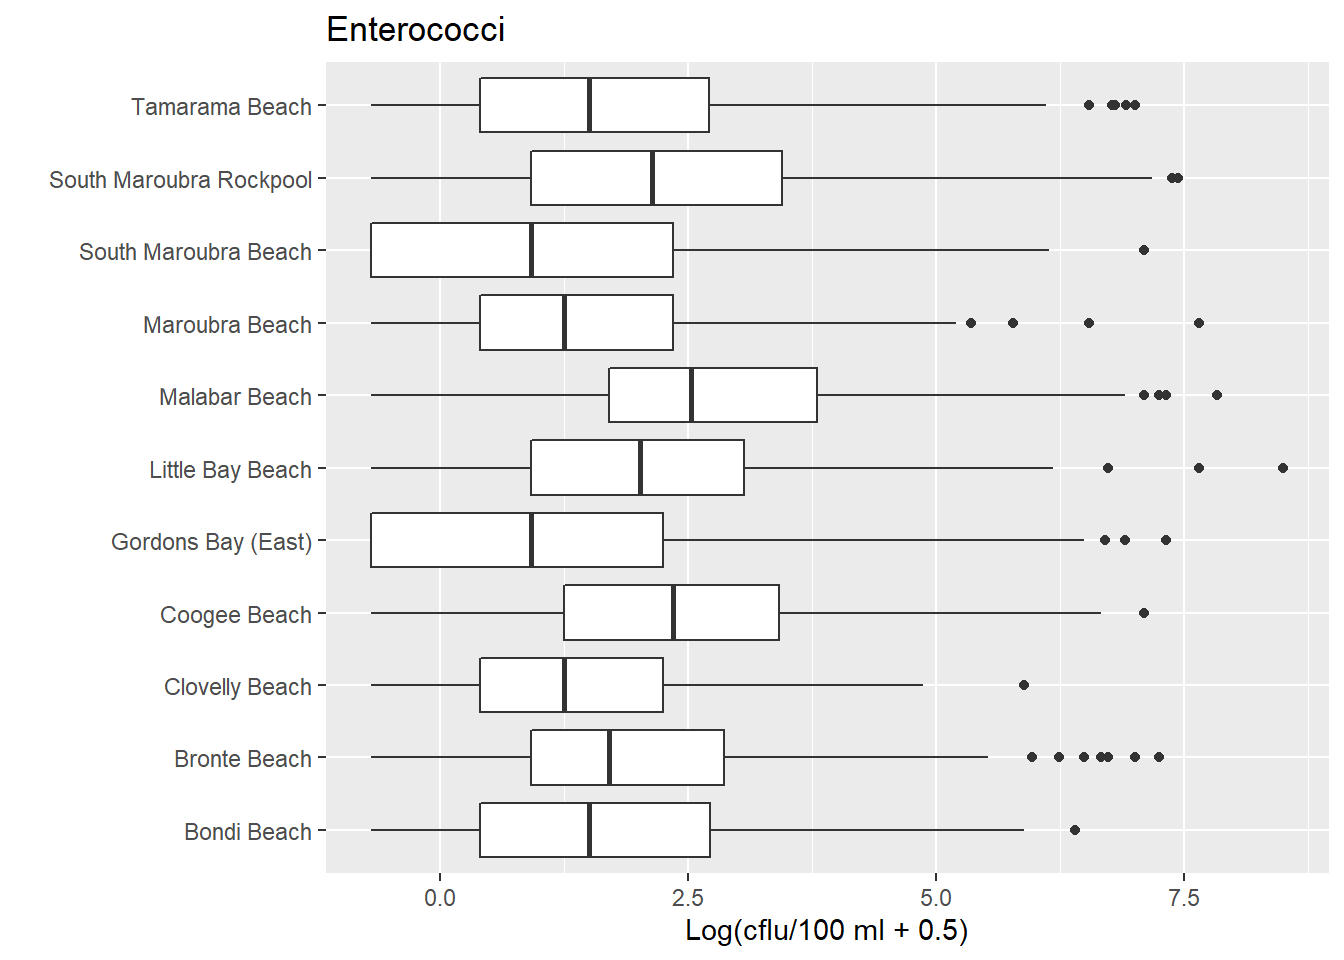 Enterococci
Tamarama Beach
South Maroubra Rockpool
South Maroubra Beach
Maroubra Beach
Malabar Beach
Little Bay Beach
Gordons Bay (East)
Coogee Beach
Clovelly Beach
Bronte Beach
Bondi Beach
0.0 2.5 5.0 7.5
Log(cflu/100 ml + 0.5)